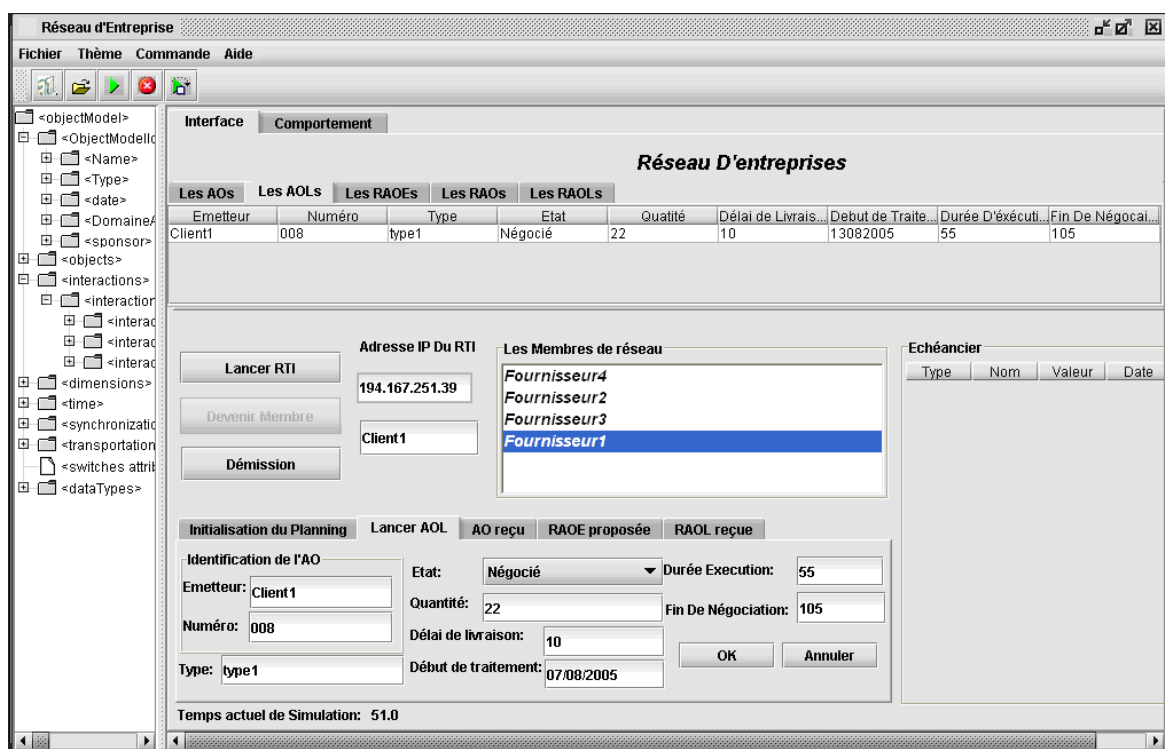 Réseau d'Entreprise
Fichier Thème Commande Aide
<objectModel>
<ObjectModelIc
<Name>
<Type>
<date>
<DomaineA
<sponsor>
<objects>
<interactions>
<interaction
<interac
<interac
<interac
<dimensions>
<time>
<synchronizatic
<transportation
<switches attrib
<dataTypes>
Interface Comportement
Réseau D'entreprises
Les AOs Les AOLs Les RAOEs Les RAOs Les RAOLs
Emetteur Numéro Type Etat Quatité Délai de Livrais... Debut de Traite... Durée D'éxécuti... Fin De Négocai...
Client1 008 type1 Négocié 22 10 13082005 55 105
Lancer RTI
Devenir Membre
Démission
Adresse IP Du RTI
194.167.251.39
Client1
Les Membres de réseau
Fournisseur4
Fournisseur2
Fournisseur3
Fournisseur1
Echéancier
Type Nom Valeur Date
Initialisation du Planning Lancer AOL AO reçu RAOE proposée RAOL reçue
Identification de l'AO
Emetteur: Client1
Numéro: 008
Type: type1
Etat: Négocié
Quantité: 22
Délai de livraison: 10
Début de traitement: 07/08/2005
Durée Execution: 55
Fin De Négociation: 105
OK Annuler
Temps actuel de Simulation: 51.0